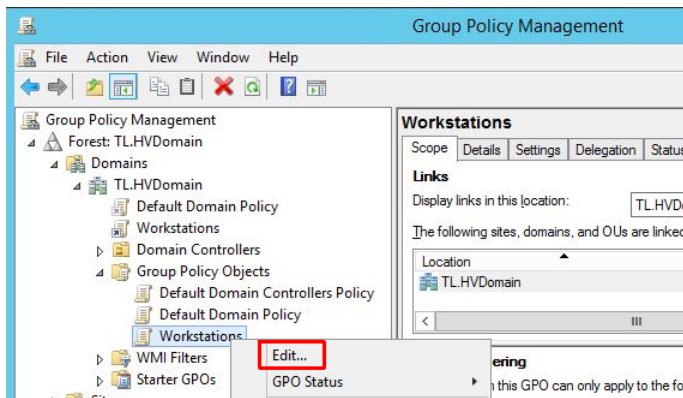 Group Policy Management
File Action View Window Help
Group Policy Management
Forest: TL.HVDomain
Domains
TL.HVDomain
Default Domain Policy
Workstations
Domain Controllers
Group Policy Objects
Default Domain Controllers Policy
Default Domain Policy
Workstations
WMI Filters
Starter GPOs
Edit...
GPO Status
Workstations
Scope Details Settings Delegation Status
Links
Display links in this location:
TL.HVD
The following sites, domains, and OUs are linked
Location
TL.HVDomain
ering
this GPO can only apply to the fo